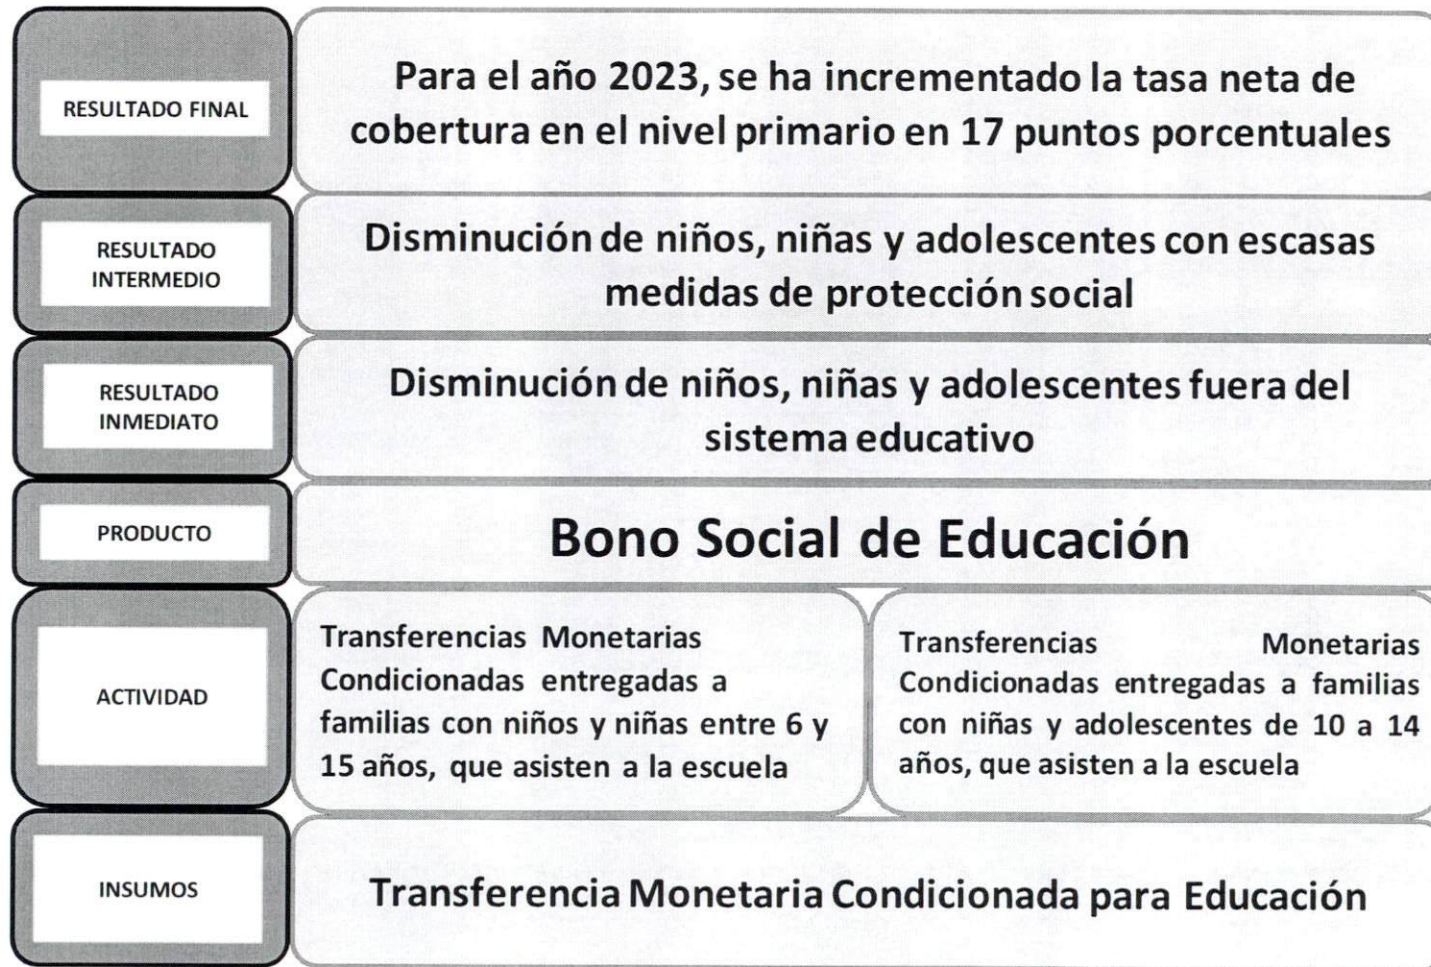 RESULTADO FINAL
Para el año 2023, se ha incrementado la tasa neta de
cobertura en el nivel primario en 17 puntos porcentuales
RESULTADO
INTERMEDIO
Disminución de niños, niñas y adolescentes con escasas
medidas de protección social
RESULTADO
INMEDIATO
Disminución de niños, niñas y adolescentes fuera del
sistema educativo
PRODUCTO
Bono Social de Educación
ACTIVIDAD
Transferencias Monetarias
Condicionadas entregadas a
familias con niños y niñas entre 6 y
15 años, que asisten a la escuela
Transferencias Monetarias
Condicionadas entregadas a familias
con niñas y adolescentes de 10 a 14
años, que asisten a la escuela
INSUMOS
Transferencia Monetaria Condicionada para Educación